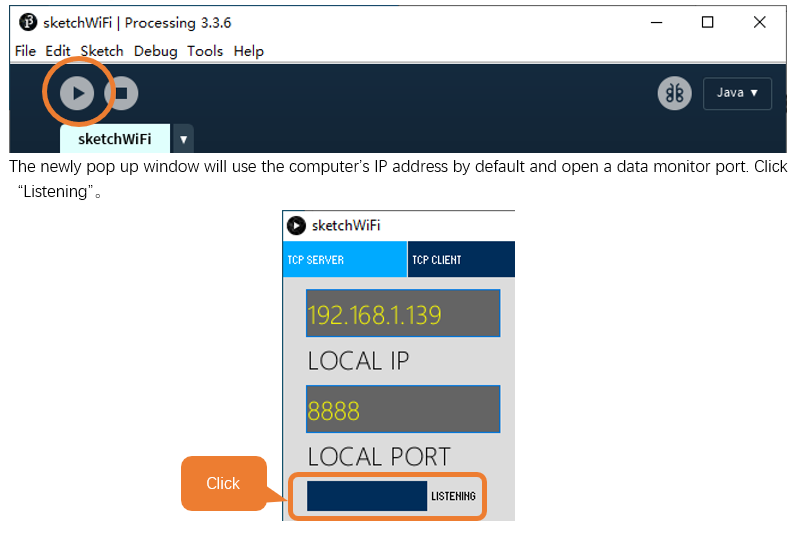 sketchWiFi | Processing 3.3.6
File Edit Sketch Debug Tools Help
Java ▼
sketchWiFi ▼
The newly pop up window will use the computer’s IP address by default and open a data monitor port. Click
“Listening”。
sketchWiFi
TCP SERVER TCP CLIENT
192.168.1.139
LOCAL IP
8888
LOCAL PORT
Click
LISTENING